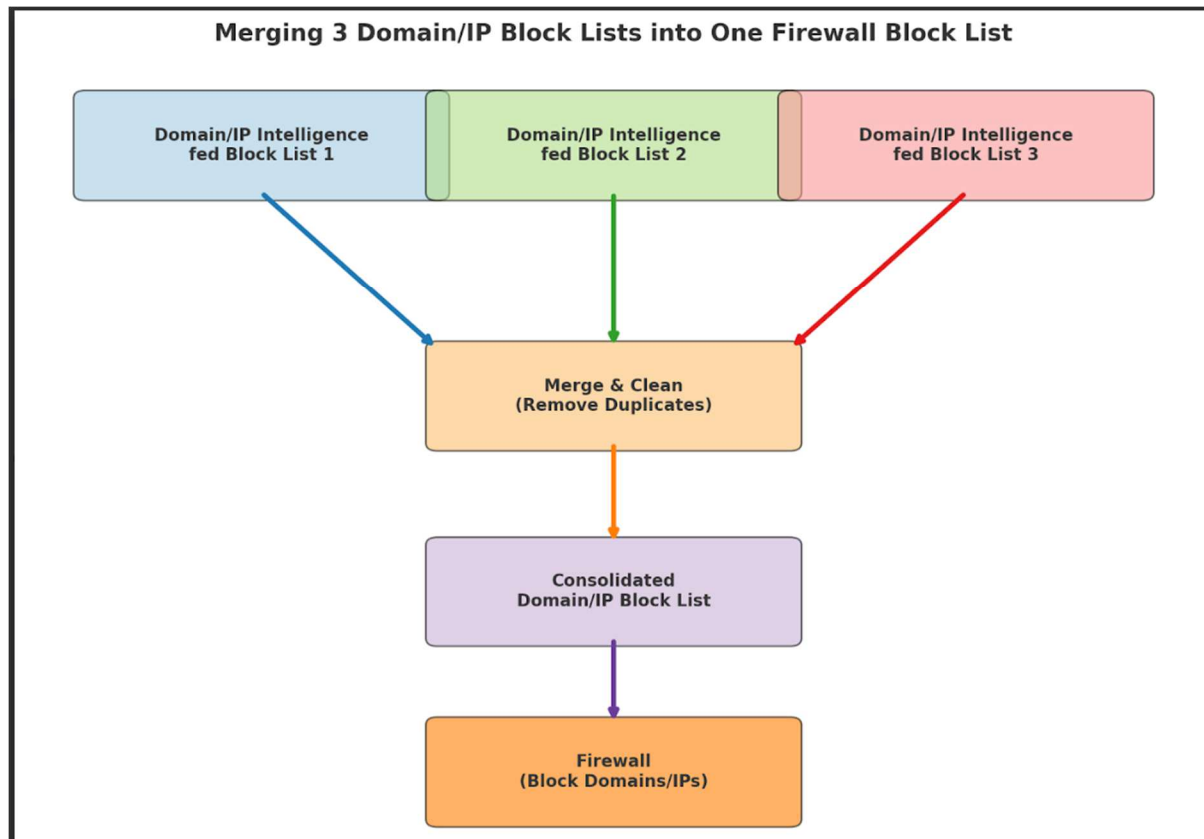 Merging 3 Domain/IP Block Lists into One Firewall Block List
Domain/IP Intelligence
fed Block List 1
Domain/IP Intelligence
fed Block List 2
Domain/IP Intelligence
fed Block List 3
Merge & Clean
(Remove Duplicates)
Consolidated
Domain/IP Block List
Firewall
(Block Domains/IPs)